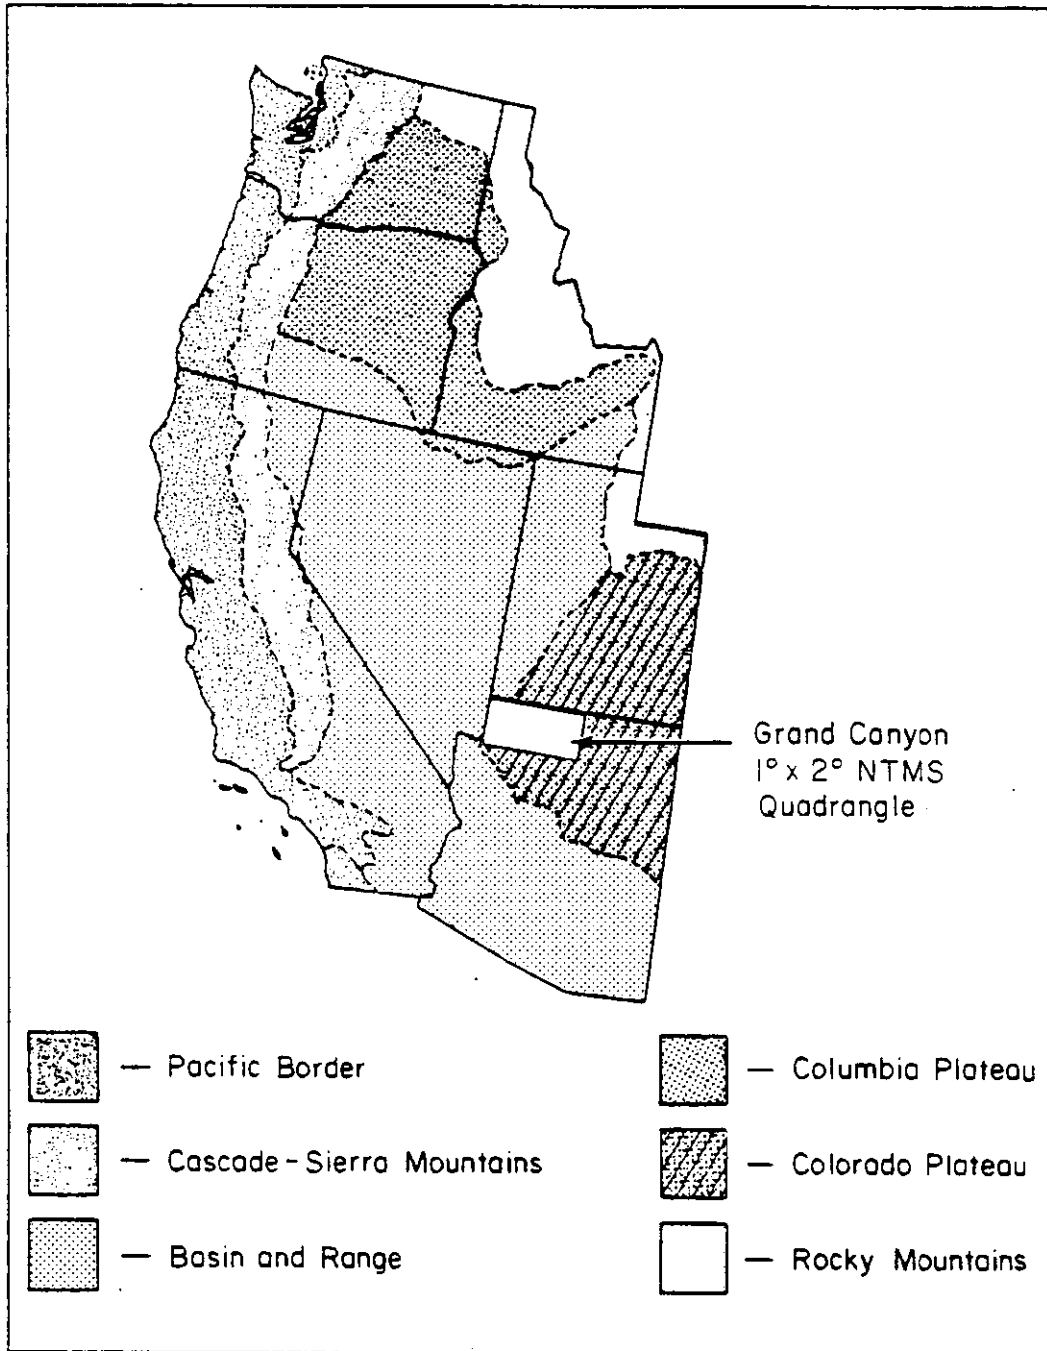 Grand Canyon
1° x 2° NTMS
Quadrangle
— Pacific Border
— Cascade-Sierra Mountains
— Basin and Range
— Columbia Plateau
— Colorado Plateau
— Rocky Mountains